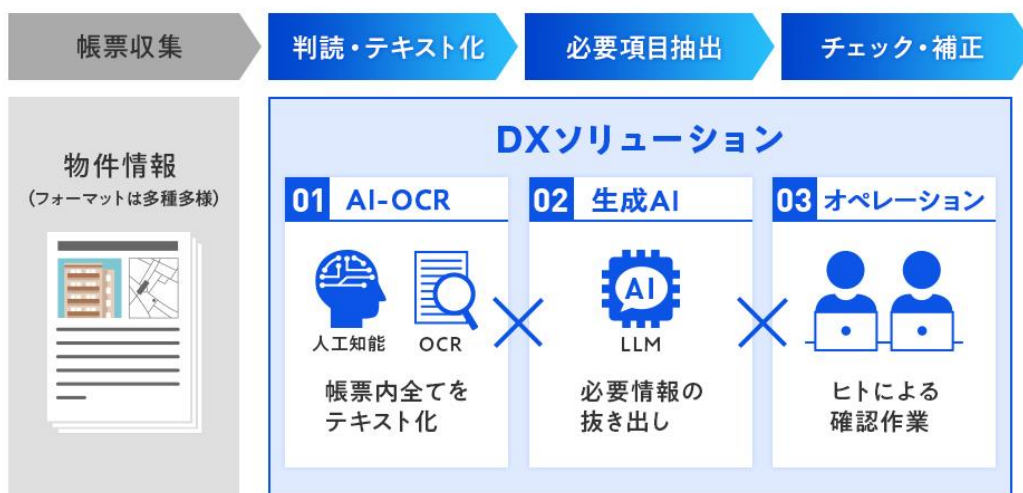 帳票収集
判読・テキスト化
必要項目抽出
チェック・補正
物件情報
(フォーマットは多種多様)
DXソリューション
01 AI-OCR
人工知能
OCR
帳票内全てを
テキスト化
02 生成AI
AI
LLM
必要情報の
抜き出し
03 オペレーション
ヒトによる
確認作業